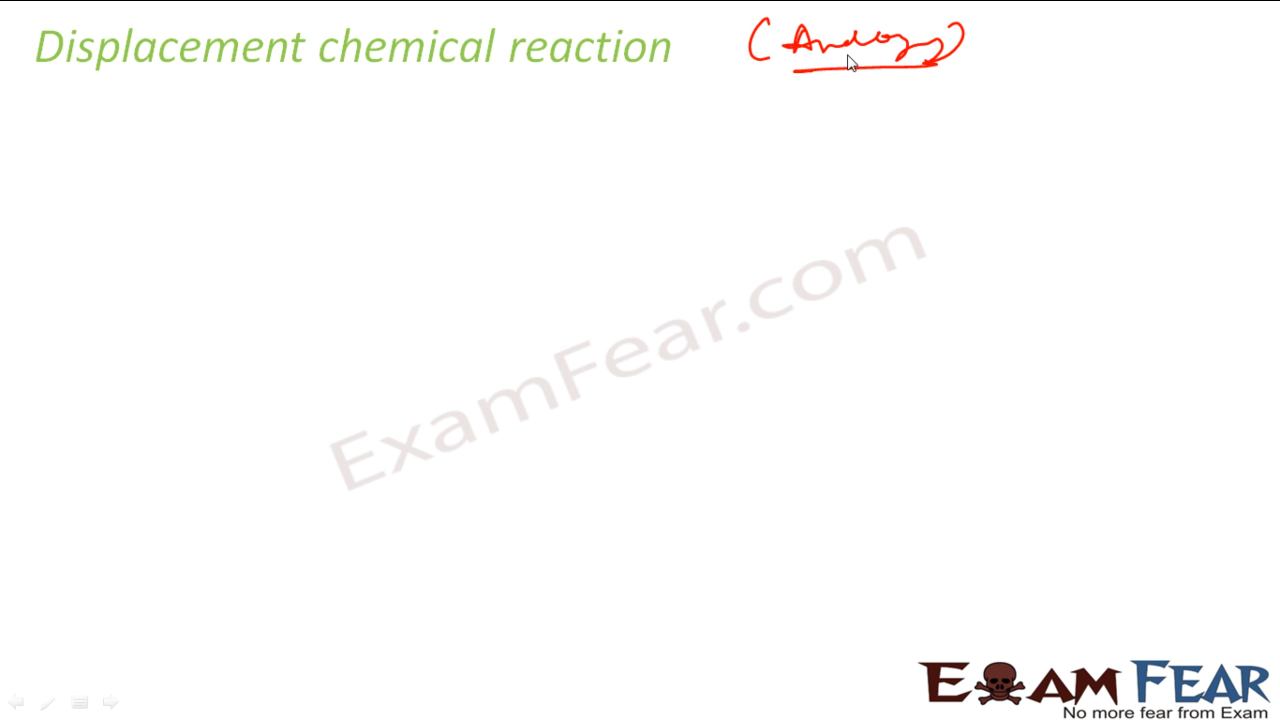 Displacement chemical reaction (Analogy)
ExamFear.com
EXAM FEAR
No more fear from Exam